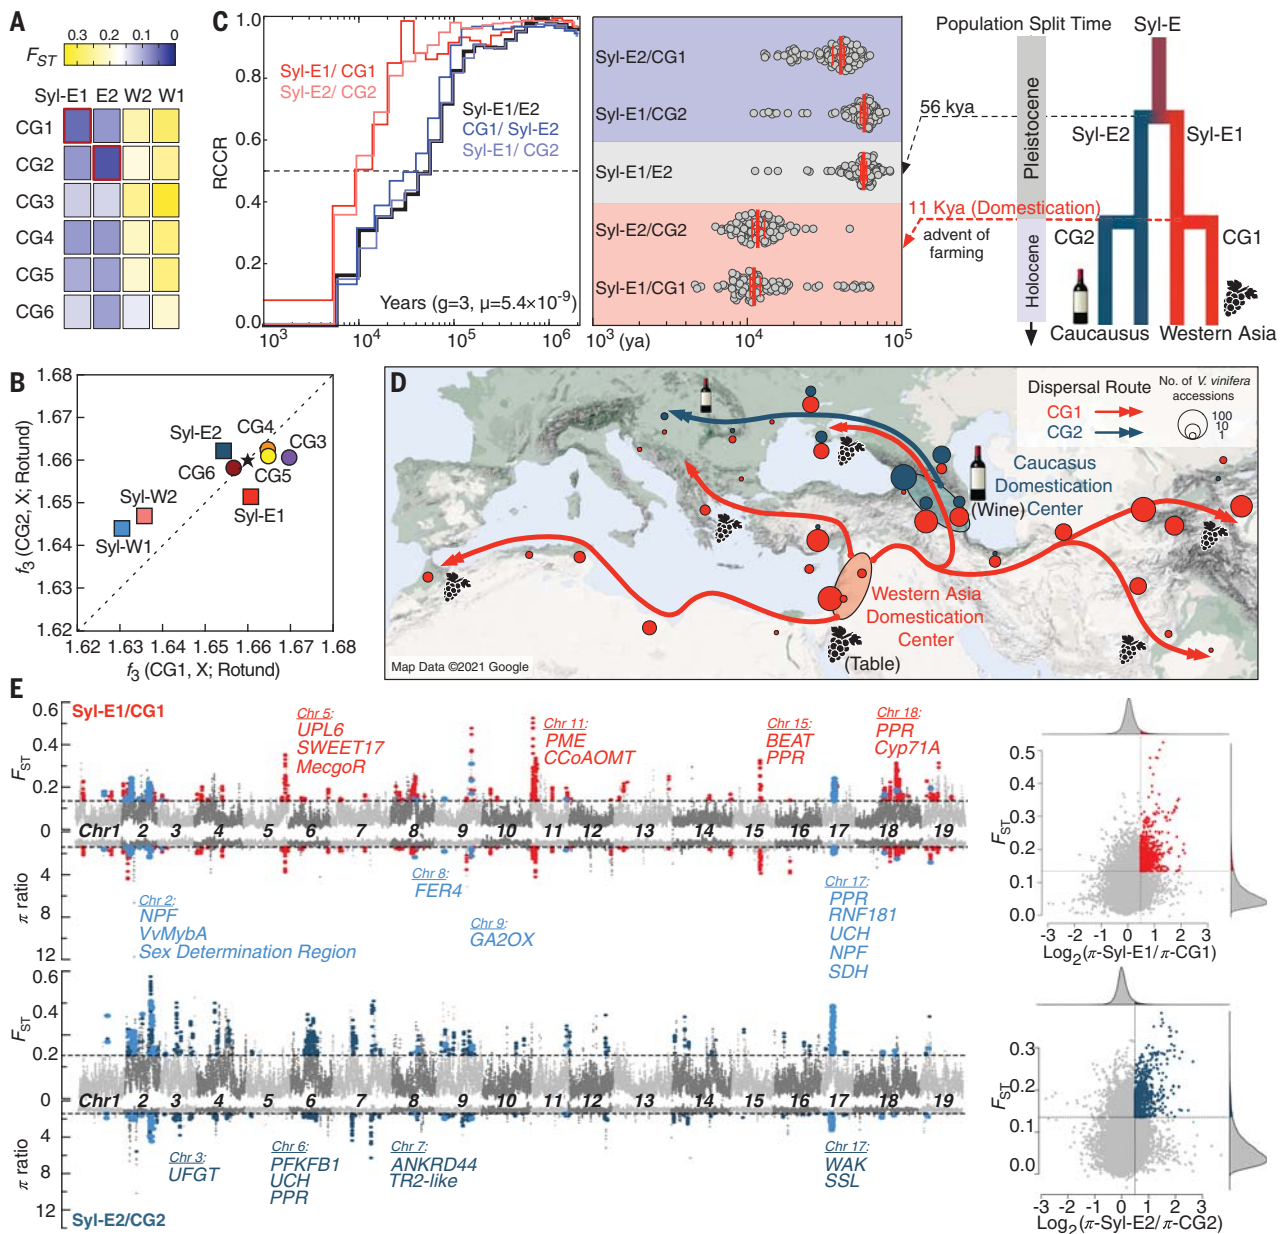 A
F_ST
0.3 0.2 0.1 0
Syl-E1 E2 W2 W1
CG1
CG2
CG3
CG4
CG5
CG6
C
RCCR
1.0
0.8
0.6
0.4
0.2
0.0
Syl-E1/ CG1
Syl-E2/ CG2
Syl-E1/E2
CG1/ Syl-E2
Syl-E1/ CG2
Years (g=3, μ=5.4×10⁻⁹)
10³ 10⁴ 10⁵ 10⁶
Syl-E2/CG1
Syl-E1/CG2
Syl-E1/E2
Syl-E2/CG2
Syl-E1/CG1
10³ (ya) 10⁴ 10⁵
Population Split Time
Syl-E
Pleistocene
Holocene
56 kya
Syl-E2
Syl-E1
11 Kya (Domestication)
advent of
farming
CG2
CG1
Caucausus Western Asia
B
f₃ (CG2, X; Rotund)
1.68
1.66
1.65
1.64
1.63
1.62
Syl-E2
CG4
CG3
CG6
CG5
Syl-E1
Syl-W2
Syl-W1
1.62 1.64 1.65 1.66 1.67 1.68
f₃ (CG1, X; Rotund)
D
Dispersal Route
CG1
CG2
No. of V. vinifera
accessions
100
10
1
Caucasus
Domestication
Center
(Wine)
Western Asia
Domestication
Center
(Table)
Map Data ©2021 Google
E
Syl-E1/CG1
F_ST
0.6
0.4
0.2
0
Chr 5:
UPL6
SWEET17
MecgoR
Chr 11:
PME
CCoAOMT
Chr 15:
BEAT
PPR
Chr 18:
PPR
Cyp71A
Chr1 2 3 4 5 6 7 8 9 10 11 12 13 14 15 16 17 18 19
π ratio
4
8
12
Chr 2:
NPF
VvMybA
Sex Determination Region
Chr 8:
FER4
Chr 9:
GA2OX
Chr 17:
PPR
RNF181
UCH
NPF
SDH
F_ST
0.5
0.4
0.3
0.2
0.1
0.0
-3 -2 -1 0 1 2 3
Log₂(π-Syl-E1/π-CG1)
F_ST
0.6
0.4
0.2
0
Chr1 2 3 4 5 6 7 8 9 10 11 12 13 14 15 16 17 18 19
π ratio
4
8
12
Chr 3:
UFGT
Chr 6:
PFKFB1
UCH
PPR
Chr 7:
ANKRD44
TR2-like
Chr 17:
WAK
SSL
Syl-E2/CG2
F_ST
0.3
0.2
0.1
0.0
-3 -2 -1 0 1 2 3
Log₂(π-Syl-E2/π-CG2)